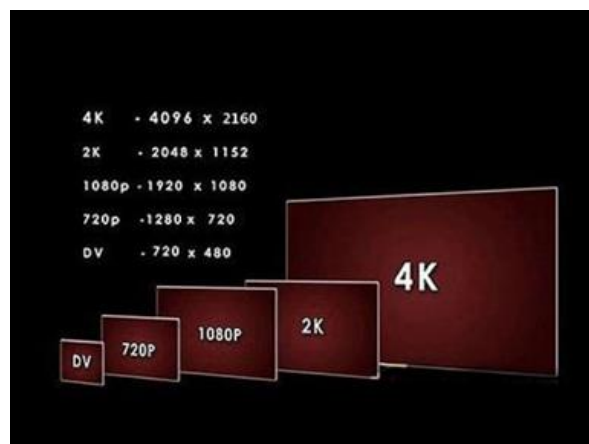 4K - 4096 x 2160
2K - 2048 x 1152
1080p - 1920 x 1080
720p - 1280 x 720
DV - 720 x 480
4K
2K
1080P
720P
DV